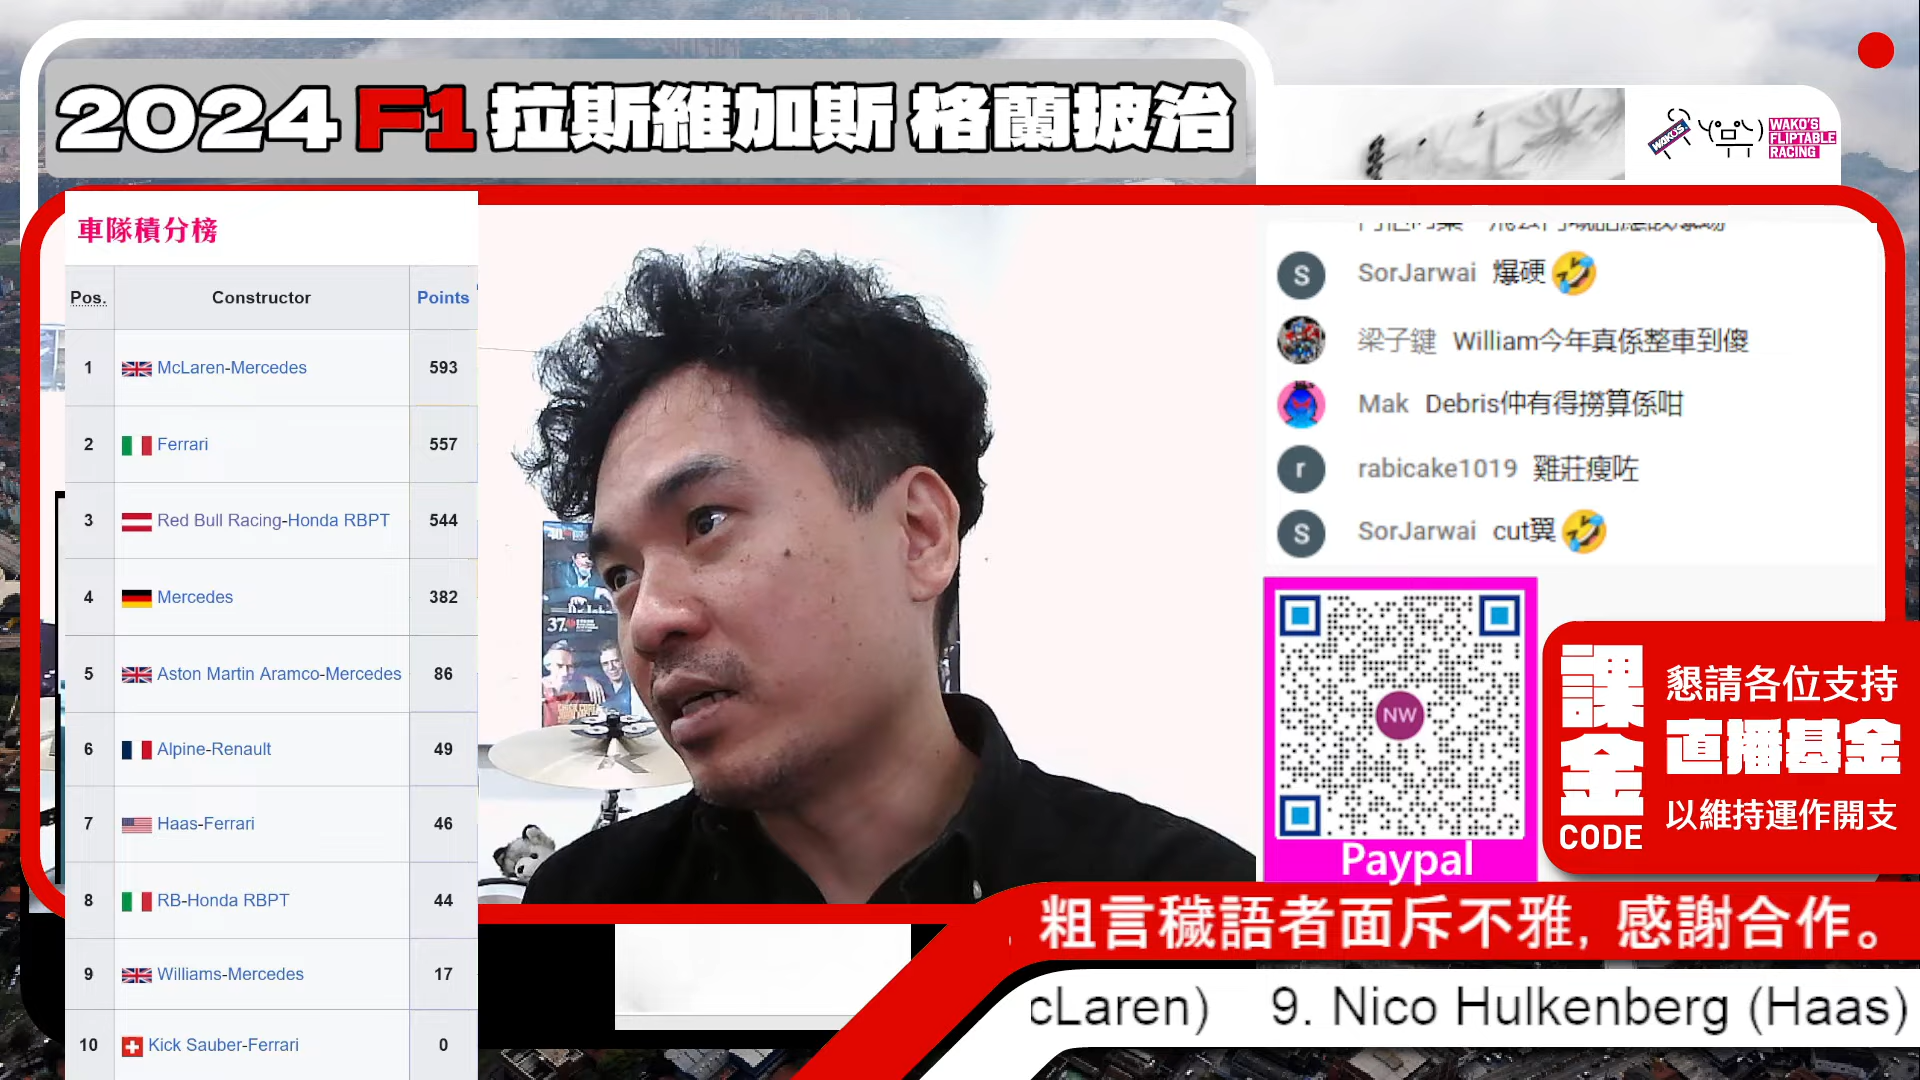 2024 F1 拉斯維加斯 格蘭披治
WAKO'S
WAKO'S
FLIPTABLE
RACING
車隊積分榜
Pos. Constructor Points
1 McLaren-Mercedes 593
2 Ferrari 557
3 Red Bull Racing-Honda RBPT 544
4 Mercedes 382
5 Aston Martin Aramco-Mercedes 86
6 Alpine-Renault 49
7 Haas-Ferrari 46
8 RB-Honda RBPT 44
9 Williams-Mercedes 17
10 Kick Sauber-Ferrari 0
40
37
K
S SorJarwai 爆硬🤣
梁子鍵 William今年真係整車到傻
Mak Debris仲有得撈算係咁
r rabicake1019 雞莊瘦咗
S SorJarwai cut翼🤣
NW
Paypal
課金
CODE
懇請各位支持
直播基金
以維持運作開支
粗言穢語者面斥不雅, 感謝合作。
cLaren) 9. Nico Hulkenberg (Haas)